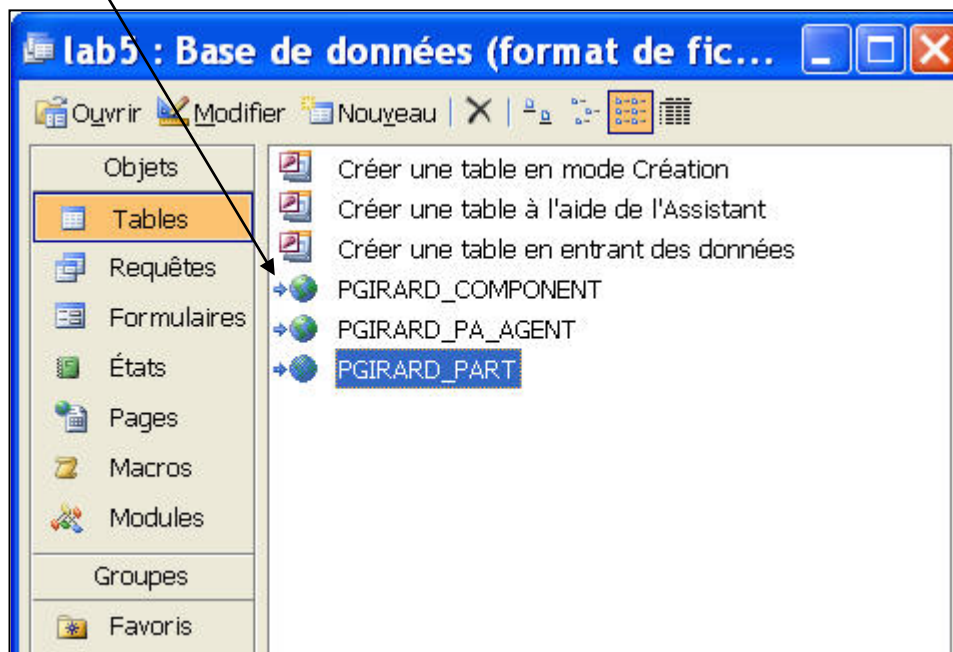 lab5 : Base de données (format de fic...
Ouvrir Modifier Nouveau
Objets
Tables
Requêtes
Formulaires
États
Pages
Macros
Modules
Groupes
Favoris
Créer une table en mode Création
Créer une table à l'aide de l'Assistant
Créer une table en entrant des données
PGIRARD_COMPONENT
PGIRARD_PA_AGENT
PGIRARD_PART